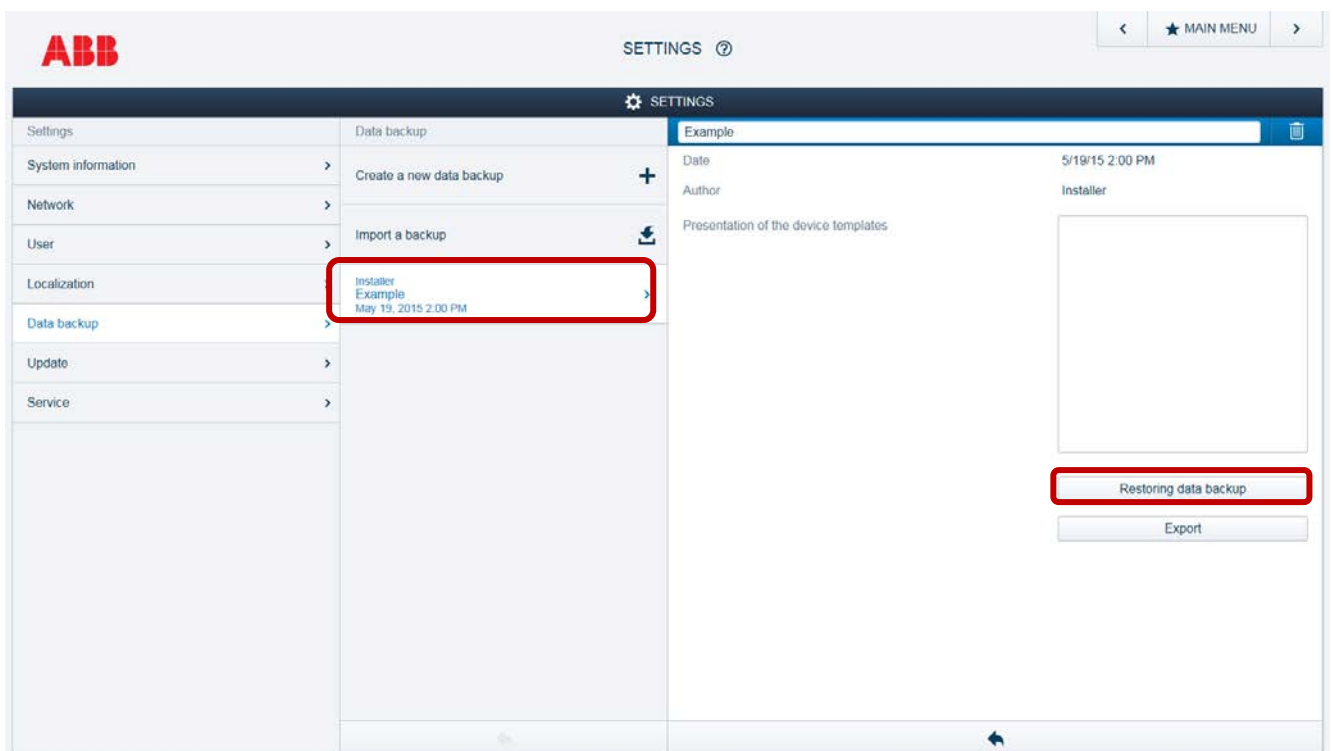 ABB
SETTINGS
MAIN MENU
SETTINGS
Settings
System information
Network
User
Localization
Data backup
Update
Service
Data backup
Create a new data backup
Import a backup
Installer
Example
May 19, 2015 2:00 PM
Example
Date 5/19/15 2:00 PM
Author Installer
Presentation of the device templates
Restoring data backup
Export